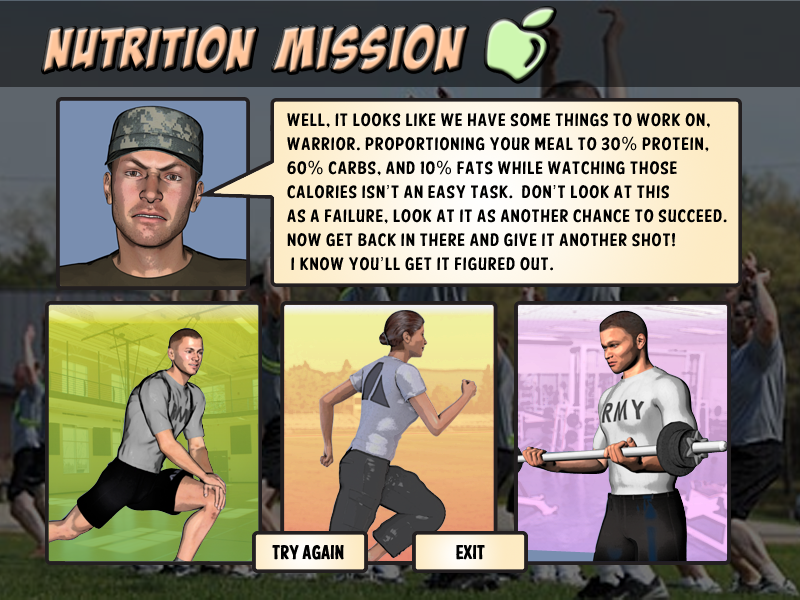 NUTRITION MISSION
WELL, IT LOOKS LIKE WE HAVE SOME THINGS TO WORK ON,
WARRIOR. PROPORTIONING YOUR MEAL TO 30% PROTEIN,
60% CARBS, AND 10% FATS WHILE WATCHING THOSE
CALORIES ISN'T AN EASY TASK. DON'T LOOK AT THIS
AS A FAILURE, LOOK AT IT AS ANOTHER CHANCE TO SUCCEED.
NOW GET BACK IN THERE AND GIVE IT ANOTHER SHOT!
I KNOW YOU'LL GET IT FIGURED OUT.
RMY
RMY
TRY AGAIN
EXIT